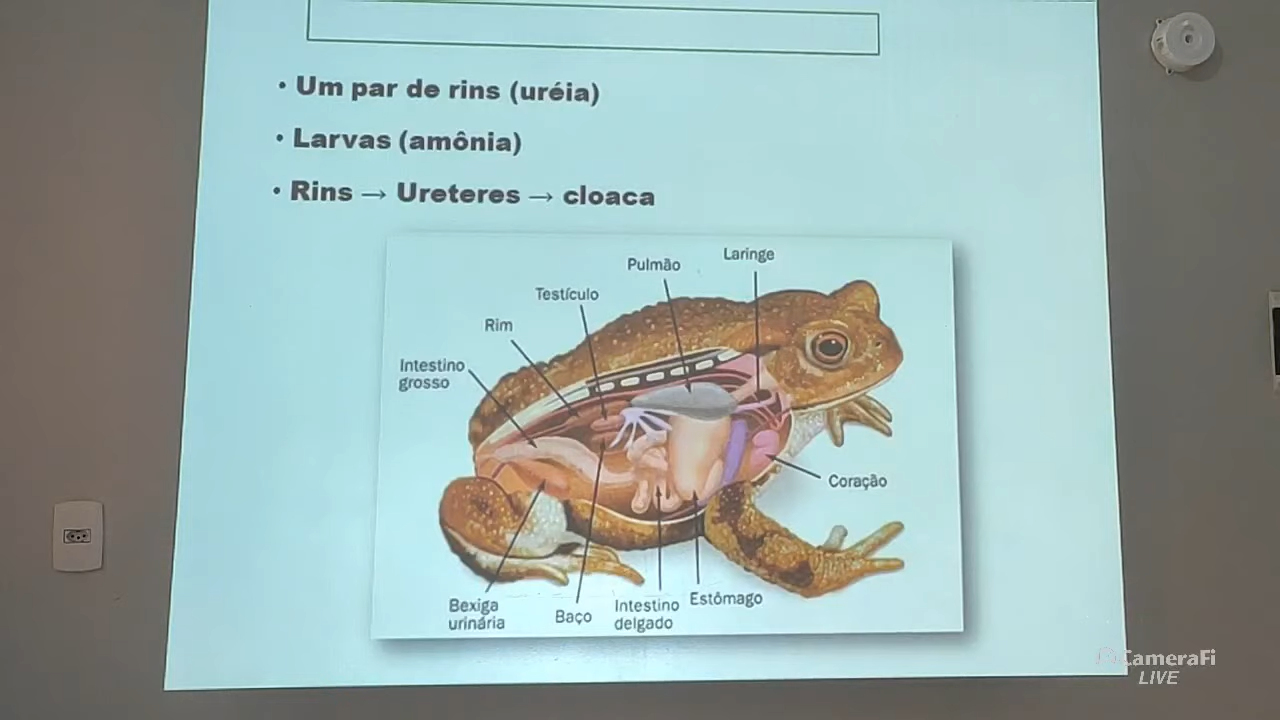 • Um par de rins (uréia)
• Larvas (amônia)
• Rins → Ureteres → cloaca
Laringe
Pulmão
Testículo
Rim
Intestino
grosso
Coração
Bexiga
urinária
Baço
Intestino
delgado
Estômago
CameraFi
LIVE